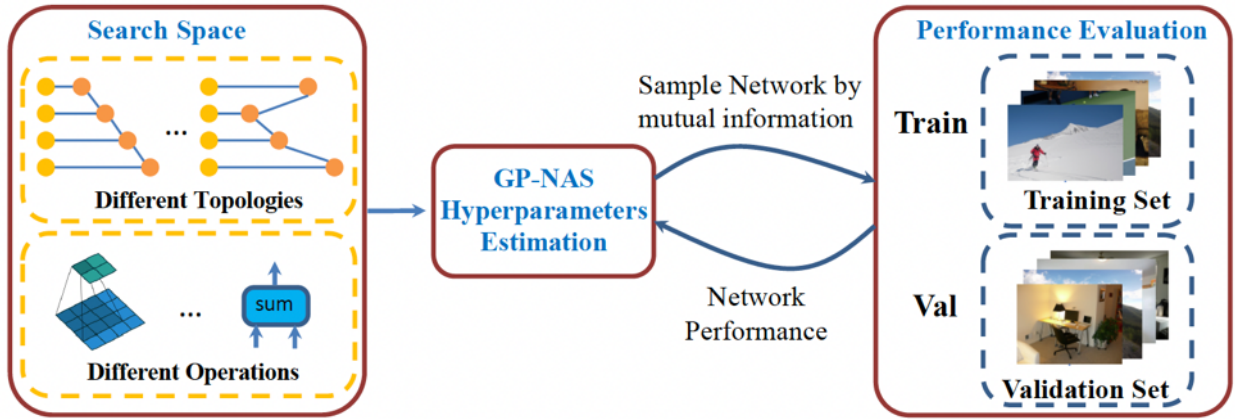 Search Space
...
Different Topologies
sum
...
Different Operations
GP-NAS
Hyperparameters
Estimation
Sample Network by
mutual information
Network
Performance
Performance Evaluation
Train
Training Set
Val
Validation Set